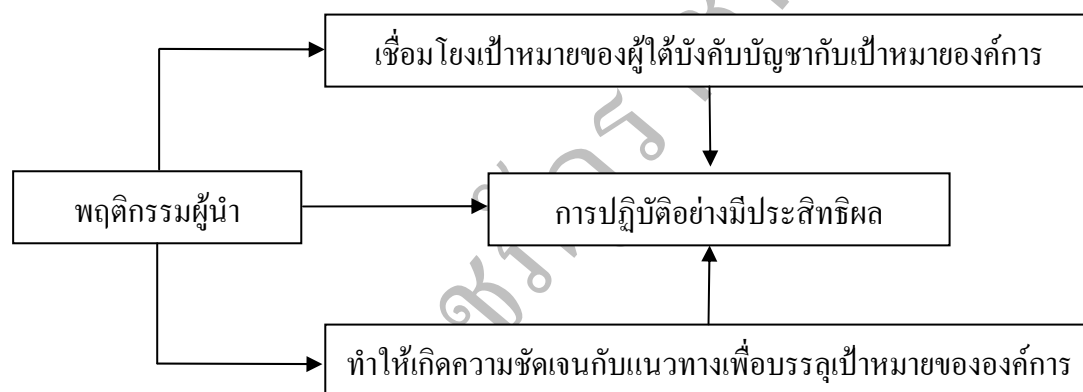 เชื่อมโยงเป้าหมายของผู้ใต้บังคับบัญชากับเป้าหมายองค์การ
พฤติกรรมผู้นำ
การปฏิบัติอย่างมีประสิทธิผล
ทำให้เกิดความชัดเจนกับแนวทางเพื่อบรรลุเป้าหมายขององค์การ